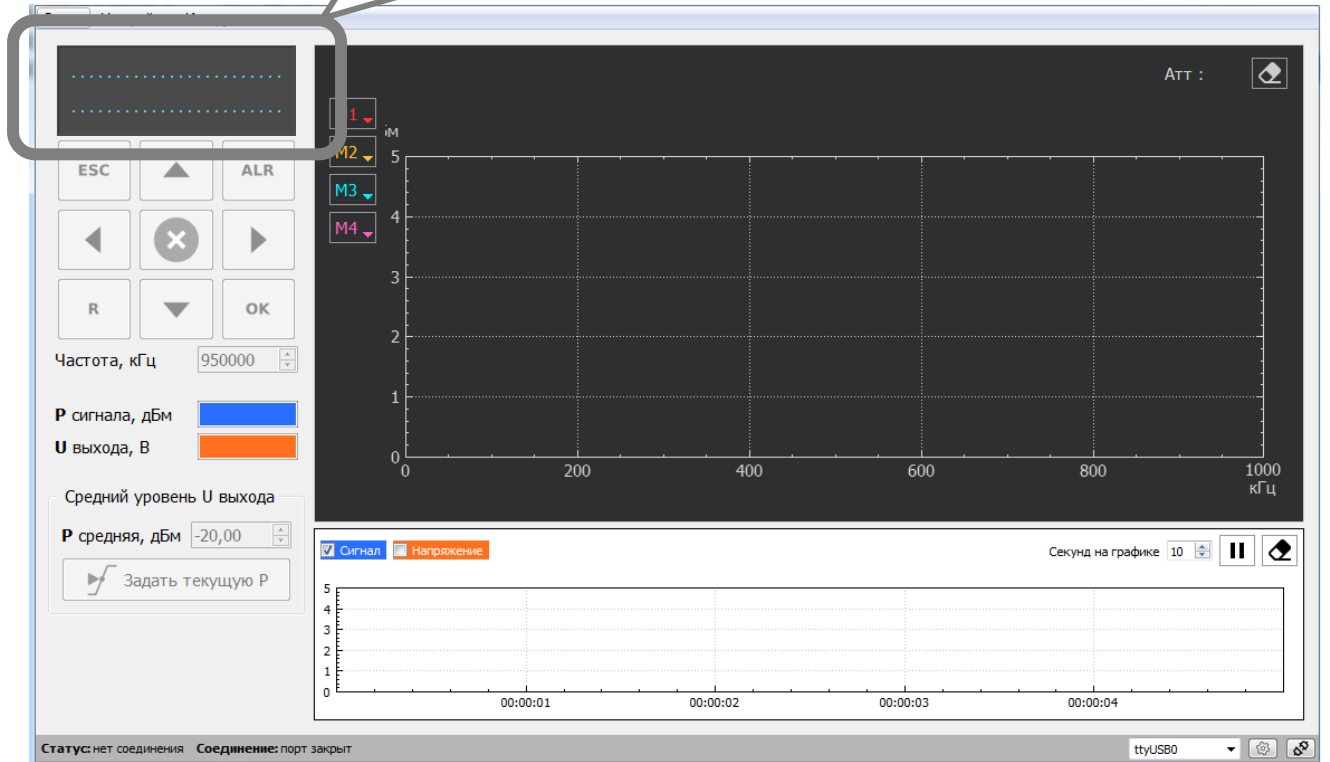 Атт :
M2
M3
M4
5
4
3
2
1
0
0 200 400 600 800 1000
кГц
ESC ALR
R OK
Частота, кГц 950000
P сигнала, дБм
U выхода, В
Средний уровень U выхода
P средняя, дБм -20,00
Задать текущую P
Сигнал Напряжение Секунд на графике 10
5
4
3
2
1
0
00:00:01 00:00:02 00:00:03 00:00:04
Статус: нет соединения Соединение: порт закрыт ttyUSB0